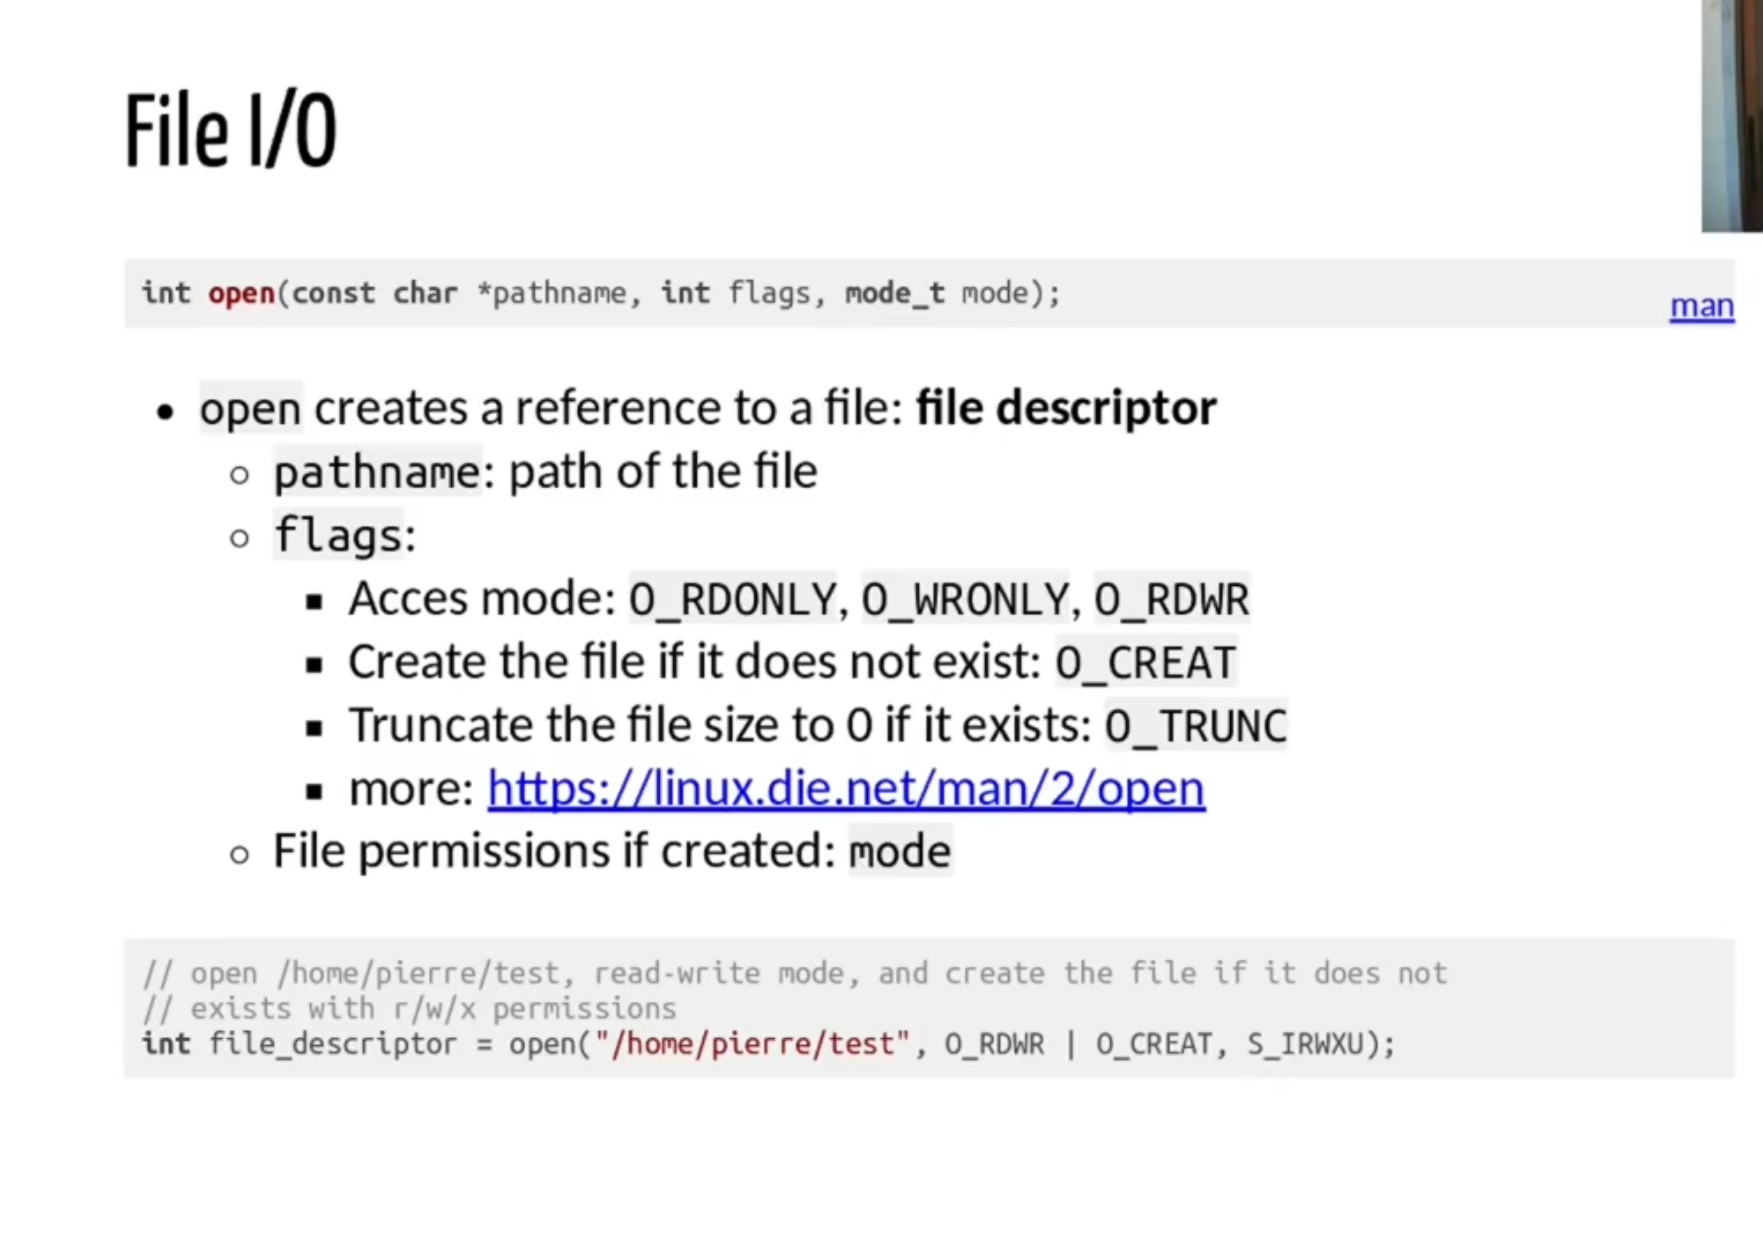 File I/O
int open(const char *pathname, int flags, mode_t mode);
man
• open creates a reference to a file: file descriptor
○ pathname: path of the file
○ flags:
▪ Acces mode: O_RDONLY, O_WRONLY, O_RDWR
▪ Create the file if it does not exist: O_CREAT
▪ Truncate the file size to 0 if it exists: O_TRUNC
▪ more: https://linux.die.net/man/2/open
○ File permissions if created: mode
// open /home/pierre/test, read-write mode, and create the file if it does not
// exists with r/w/x permissions
int file_descriptor = open("/home/pierre/test", O_RDWR | O_CREAT, S_IRWXU);